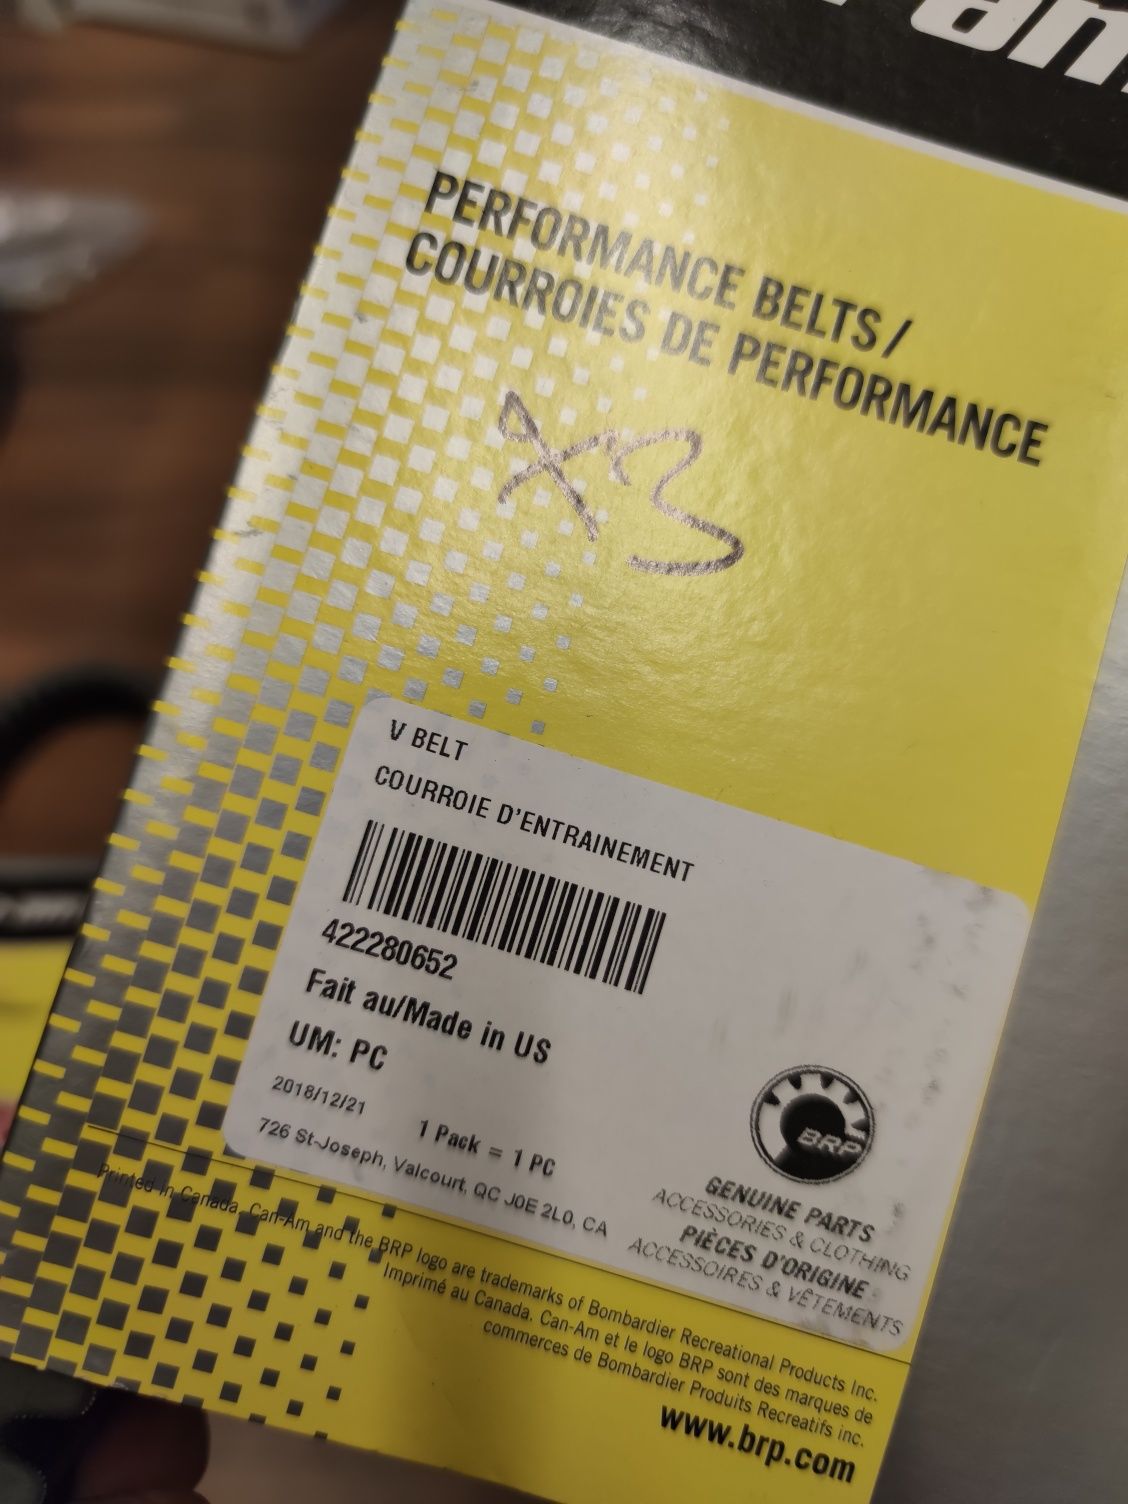 PERFORMANCE BELTS /
COURROIES DE PERFORMANCE
X3
V BELT
COURROIE D'ENTRAINEMENT
422280652
Fait au/Made in US
UM: PC
2018/12/21
1 Pack = 1 PC
726 St-Joseph, Valcourt, QC J0E 2L0, CA
BRP
GENUINE PARTS
ACCESSORIES & CLOTHING
PIÈCES D'ORIGINE
ACCESSOIRES & VÊTEMENTS
Printed in Canada. Can-Am and the BRP logo are trademarks of Bombardier Recreational Products Inc.
Imprimé au Canada. Can-Am et le logo BRP sont des marques de
commerces de Bombardier Produits Recreatifs inc.
www.brp.com